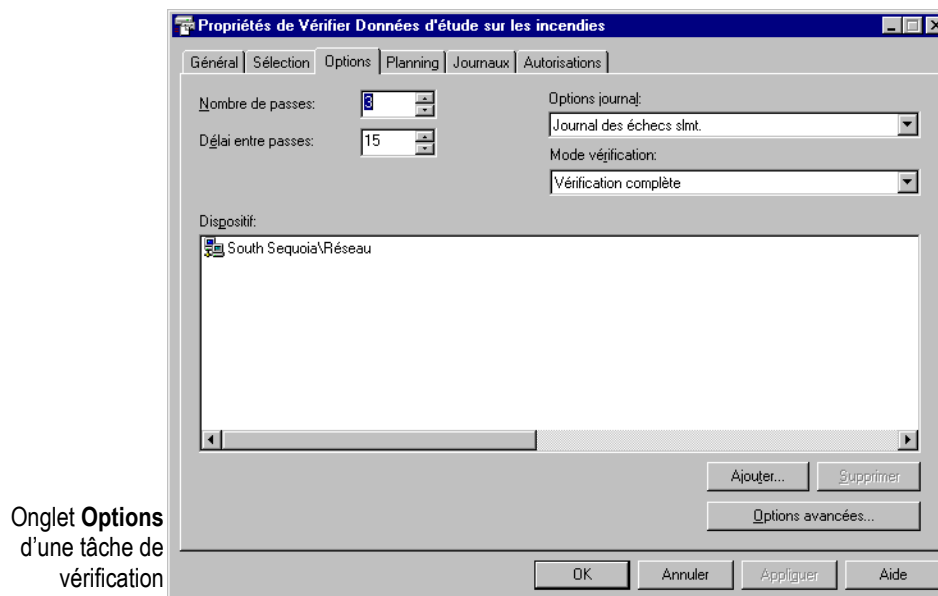 Propriétés de Vérifier Données d'étude sur les incendies
Général Sélection Options Planning Journaux Autorisations
Nombre de passes: 3
Délai entre passes: 15
Options journal:
Journal des échecs slmt.
Mode vérification:
Vérification complète
Dispositif:
South Sequoia\Réseau
Ajouter... Supprimer
Options avancées...
OK Annuler Appliquer Aide
Onglet Options
d'une tâche de
vérification